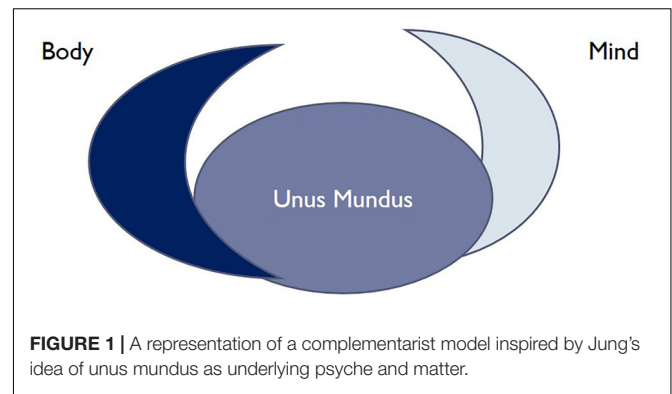 Body
Mind
Unus Mundus
FIGURE 1 | A representation of a complementarist model inspired by Jung's
idea of unus mundus as underlying psyche and matter.